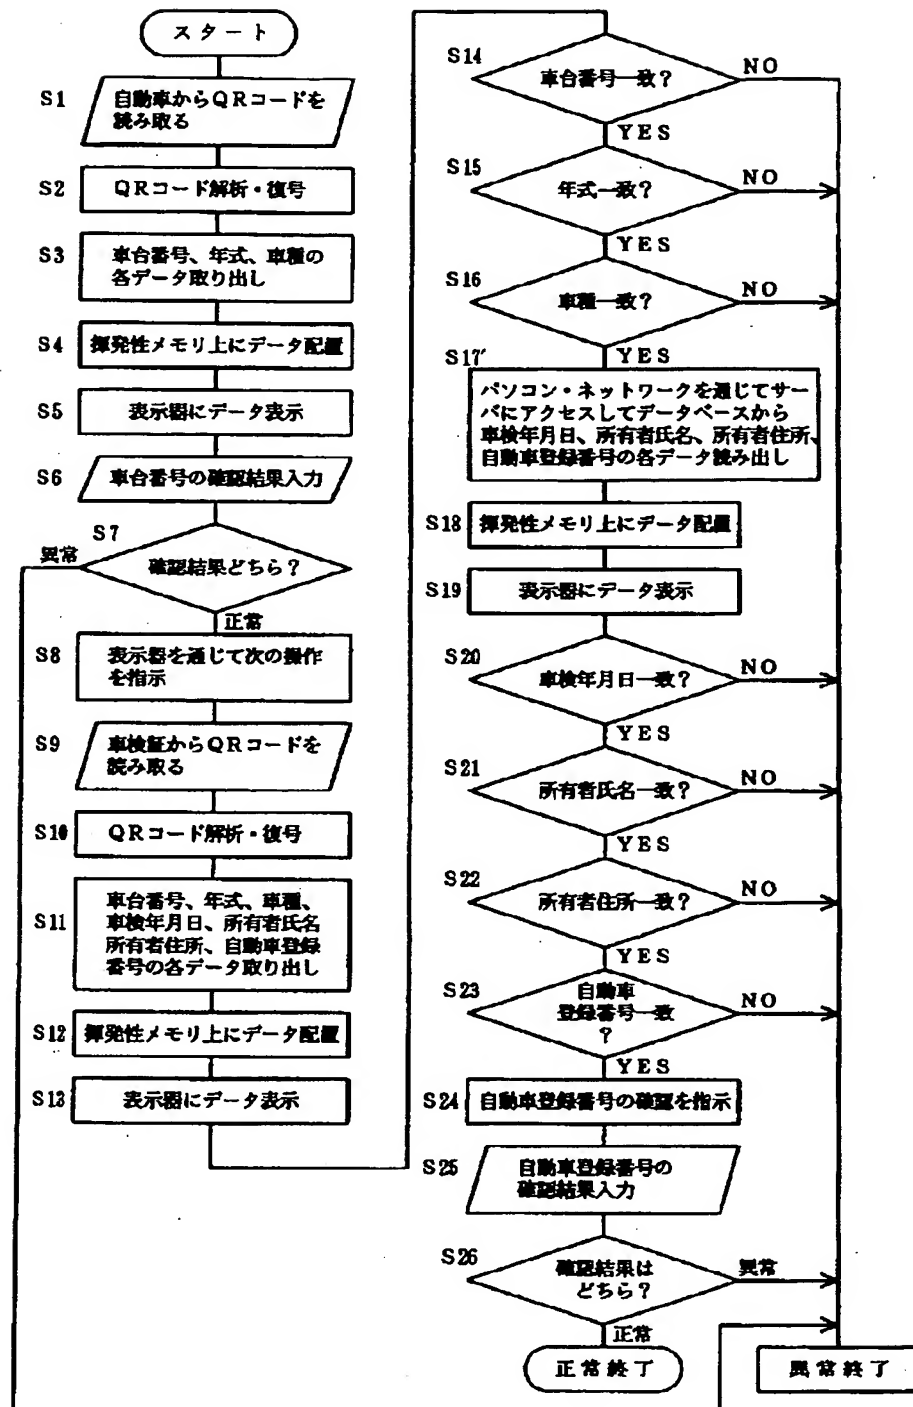 スタート
S1
自動車からQRコードを
読み取る
S2
QRコード解析・復号
S3
車台番号、年式、車種の
各データ取り出し
S4
揮発性メモリ上にデータ配置
S5
表示器にデータ表示
S6
車台番号の確認結果入力
S7
異常
確認結果どちら？
正常
S8
表示器を通じて次の操作
を指示
S9
車検証からQRコードを
読み取る
S10
QRコード解析・復号
S11
車台番号、年式、車種、
車検年月日、所有者氏名
所有者住所、自動車登録
番号の各データ取り出し
S12
揮発性メモリ上にデータ配置
S13
表示器にデータ表示
S14
車台番号一致？
NO
YES
S15
年式一致？
NO
YES
S16
車種一致？
NO
YES
S17'
パソコン・ネットワークを通じてサー
バにアクセスしてデータベースから
車検年月日、所有者氏名、所有者住所、
自動車登録番号の各データ読み出し
S18
揮発性メモリ上にデータ配置
S19
表示器にデータ表示
S20
車検年月日一致？
NO
YES
S21
所有者氏名一致？
NO
YES
S22
所有者住所一致？
NO
YES
S23
自動車
登録番号一致
？
NO
YES
S24
自動車登録番号の確認を指示
S25
自動車登録番号の
確認結果入力
S26
確認結果は
どちら？
異常
正常
正常終了
異常終了